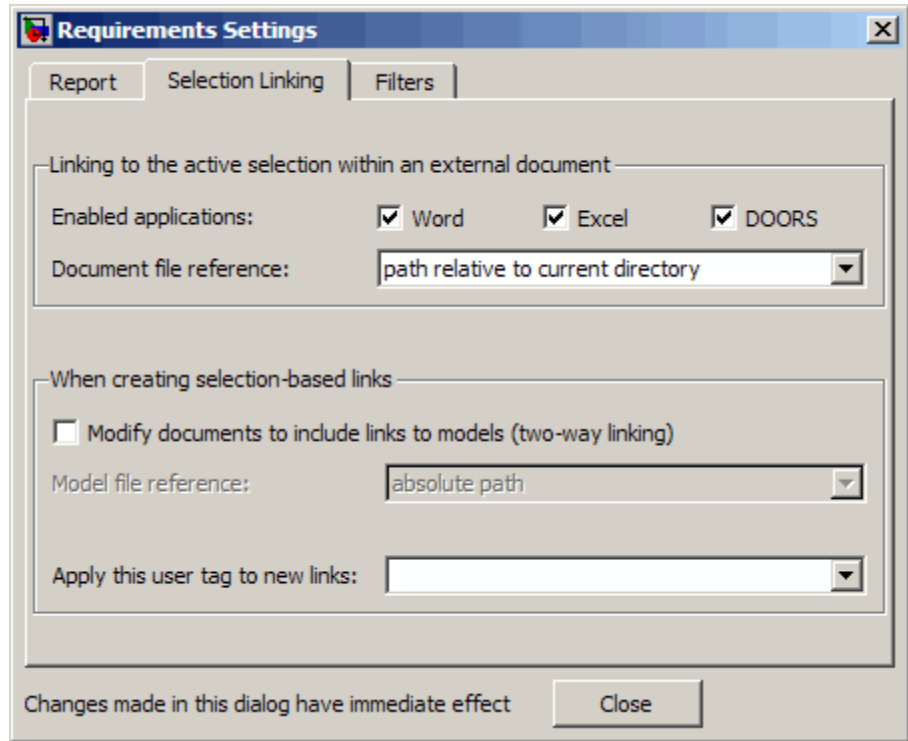 Requirements Settings
Report Selection Linking Filters
Linking to the active selection within an external document
Enabled applications: Word Excel DOORS
Document file reference: path relative to current directory
When creating selection-based links
Modify documents to include links to models (two-way linking)
Model file reference: absolute path
Apply this user tag to new links:
Changes made in this dialog have immediate effect Close